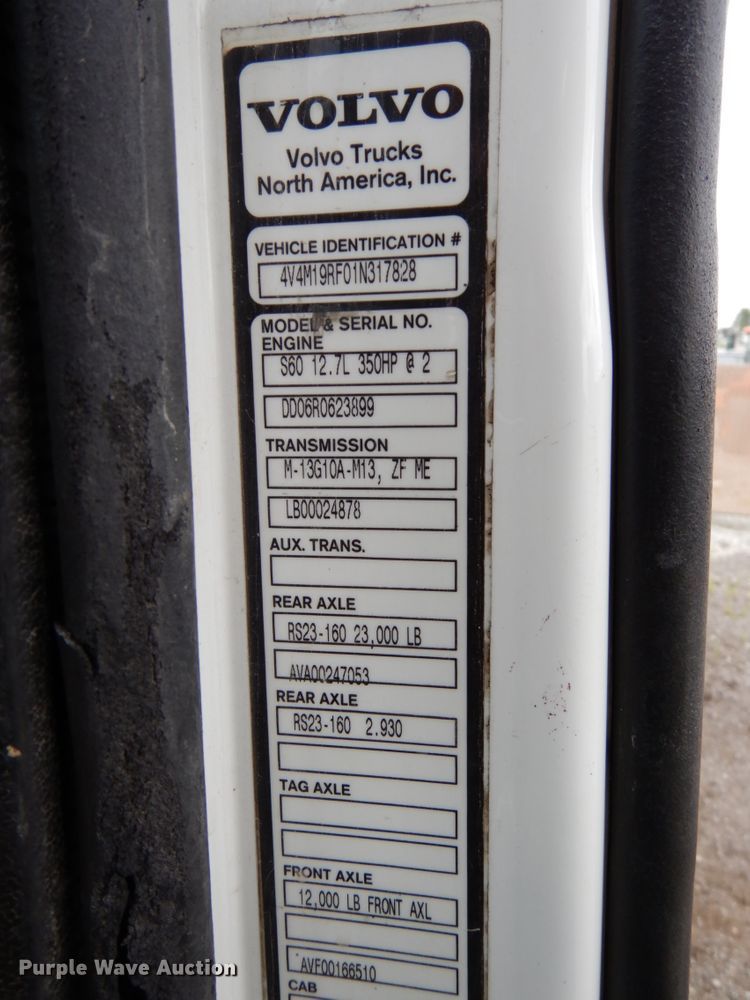 VOLVO
Volvo Trucks
North America, Inc.
VEHICLE IDENTIFICATION #
4V4M19RF01N317828
MODEL & SERIAL NO.
ENGINE
S60 12.7L 350HP @ 2
DDO6R0623899
TRANSMISSION
M-13G10A-M13, ZF ME
LB00024878
AUX. TRANS.
REAR AXLE
RS23-160 23,000 LB
AVA00247053
REAR AXLE
RS23-160 2.930
TAG AXLE
FRONT AXLE
12,000 LB FRONT AXL
AVF00166510
CAB
Purple Wave Auction